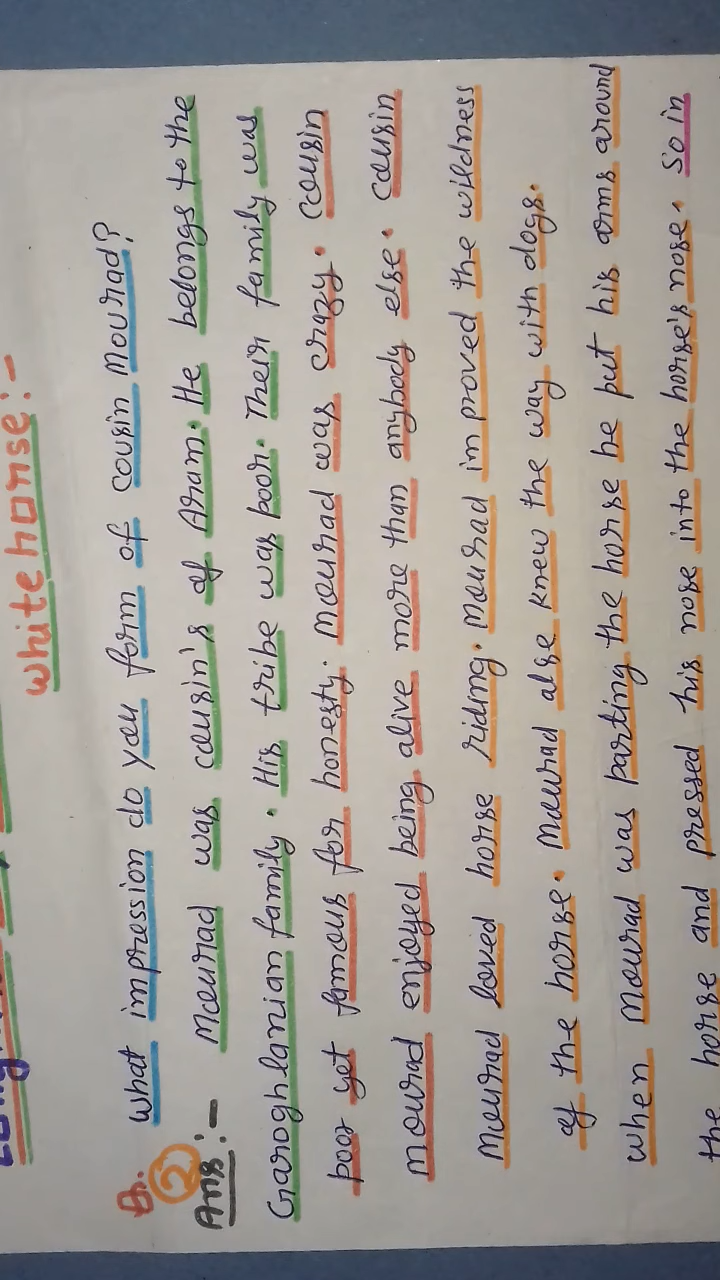 white horse:-
Q. What impression do you form of cousin Mourad?
②
Ans:- Mourad was cousin's of Aram. He belongs to the
Garoghlanian family. His tribe was poor. Their family was
poor yet famous for honesty. Mourad was crazy. Cousin
Mourad enjoyed being alive more than anybody else. Cousin
Mourad loved horse riding. Mourad improved the wildness
of the horse. Mourad alse knew the way with dogs.
When Mourad was parting the horse he put his arms around
the horse and pressed his nose into the horse's nose. So in